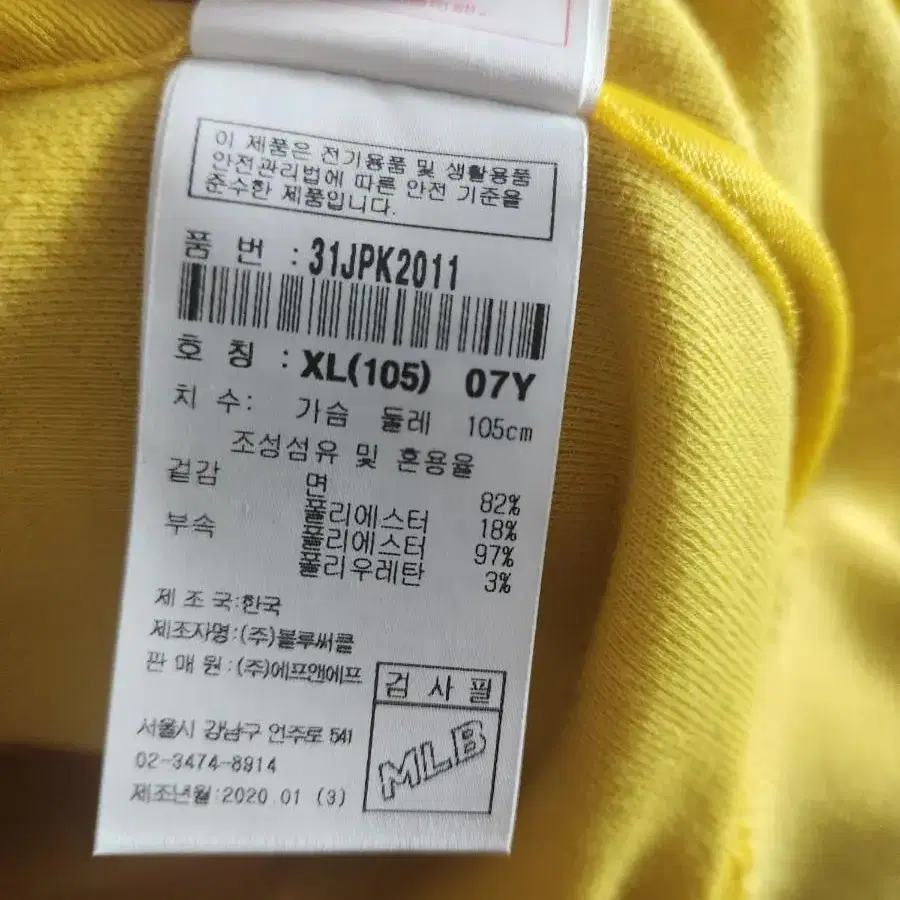 이 제품은 전기용품 및 생활용품
안전관리법에 따른 안전 기준을
준수한 제품입니다.
품 번 : 31JPK2011
호 칭 : XL(105) 07Y
치 수: 가슴 둘레 105cm
조성섬유 및 혼용율
겉감 면 82%
폴리에스터 18%
부속 폴리에스터 97%
폴리우레탄 3%
제 조 국:한국
제조자명:(주)블루써클
판 매 원:(주)에프앤에프
검 사 필
MLB
서울시 강남구 언주로 541
02-3474-8914
제조년월:2020.01 (3)